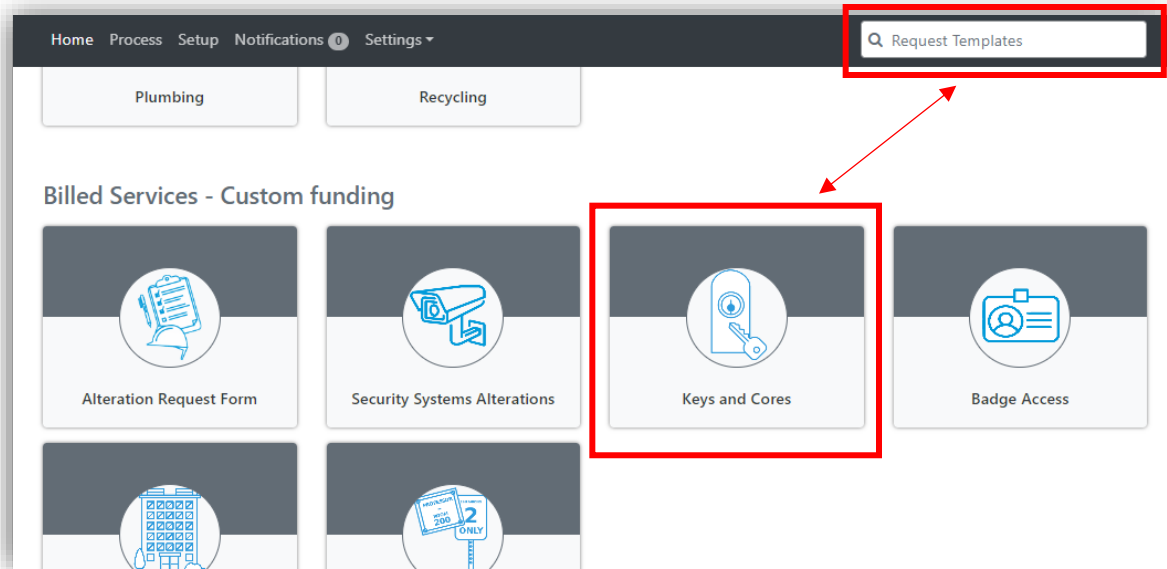 Home Process Setup Notifications 0 Settings
Request Templates
Plumbing
Recycling
Billed Services - Custom funding
Alteration Request Form
Security Systems Alterations
Keys and Cores
Badge Access
200
2
ONLY